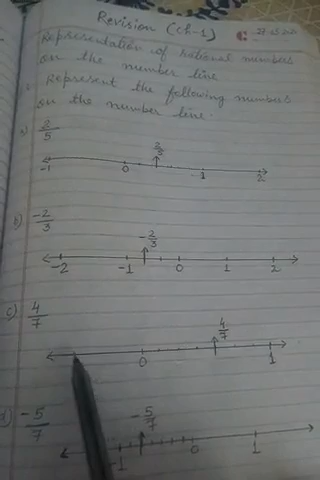 Revision (Ch-1)
Representation of rational numbers
on the number line
Represent the following numbers
on the number line.
2/5
2/5
-1 0 1 2
b) -2/3
-2/3
-2 -1 0 1 2
c) 4/7
4/7
0 1
d) -5/7
-5/7
-1 0 1